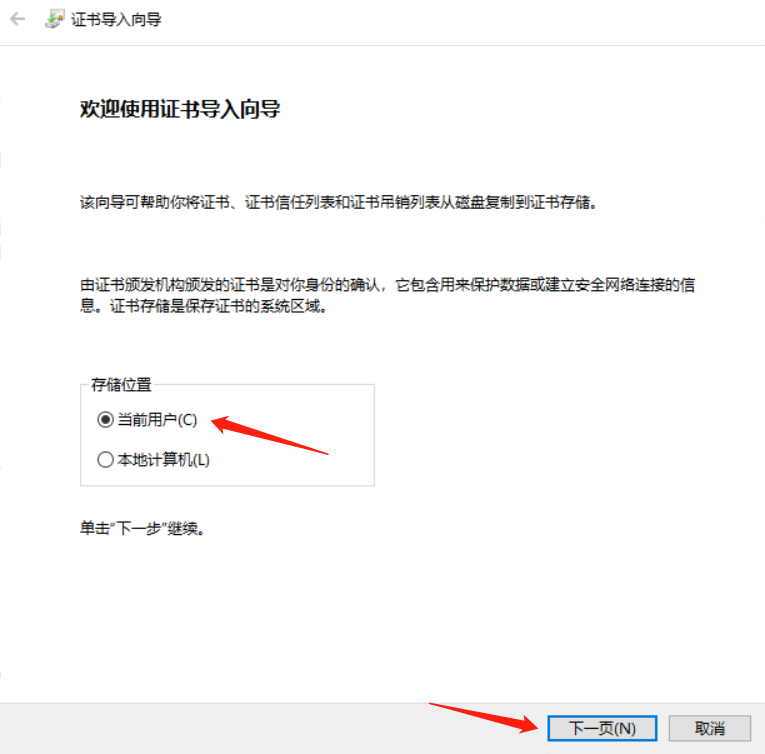 证书导入向导
欢迎使用证书导入向导
该向导可帮助你将证书、证书信任列表和证书吊销列表从磁盘复制到证书存储。
由证书颁发机构颁发的证书是对你身份的确认，它包含用来保护数据或建立安全网络连接的信
息。证书存储是保存证书的系统区域。
存储位置
当前用户(C)
本地计算机(L)
单击“下一步”继续。
下一页(N)
取消